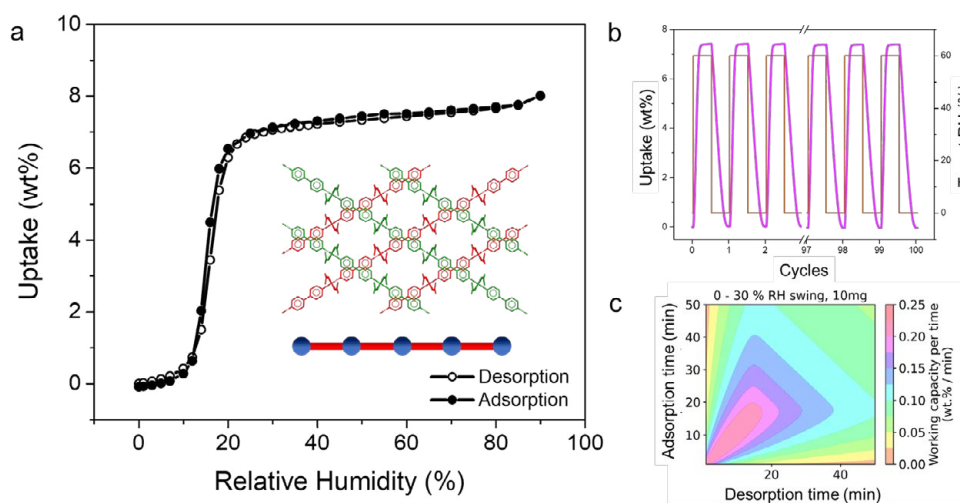 a
10
8
6
4
2
0
Uptake (wt%)
0 20 40 60 80 100
Relative Humidity (%)
Desorption
Adsorption
b
8
6
4
2
0
Uptake (wt%)
60
40
20
0
0 1 2 97 98 99 100
Cycles
c
0 - 30 % RH swing, 10mg
50
40
30
20
10
Adsorption time (min)
20 40
Desorption time (min)
0.25
0.20
0.15
0.10
0.05
0.00
Working capacity per time
(wt.% / min)